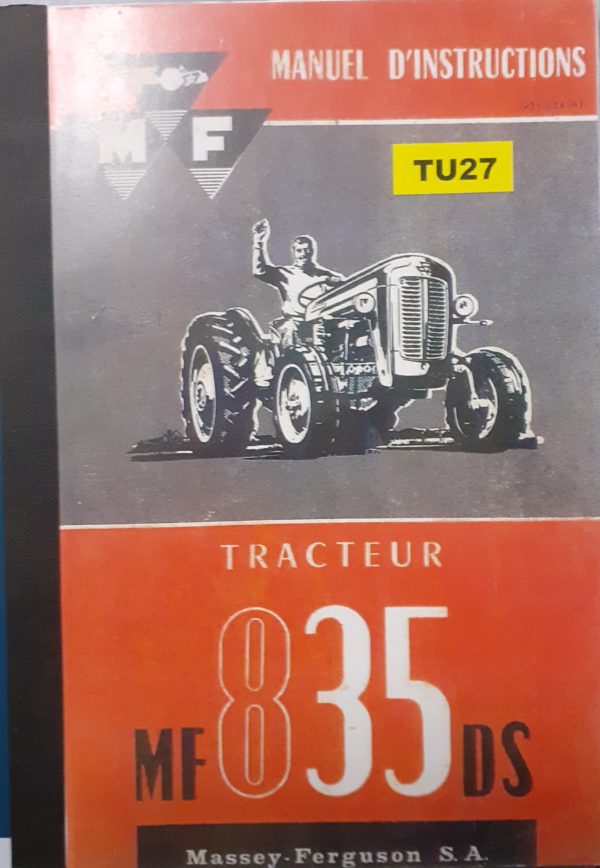 MANUEL D'INSTRUCTIONS
M F
TU27
TRACTEUR
MF 835 DS
Massey-Ferguson S.A.